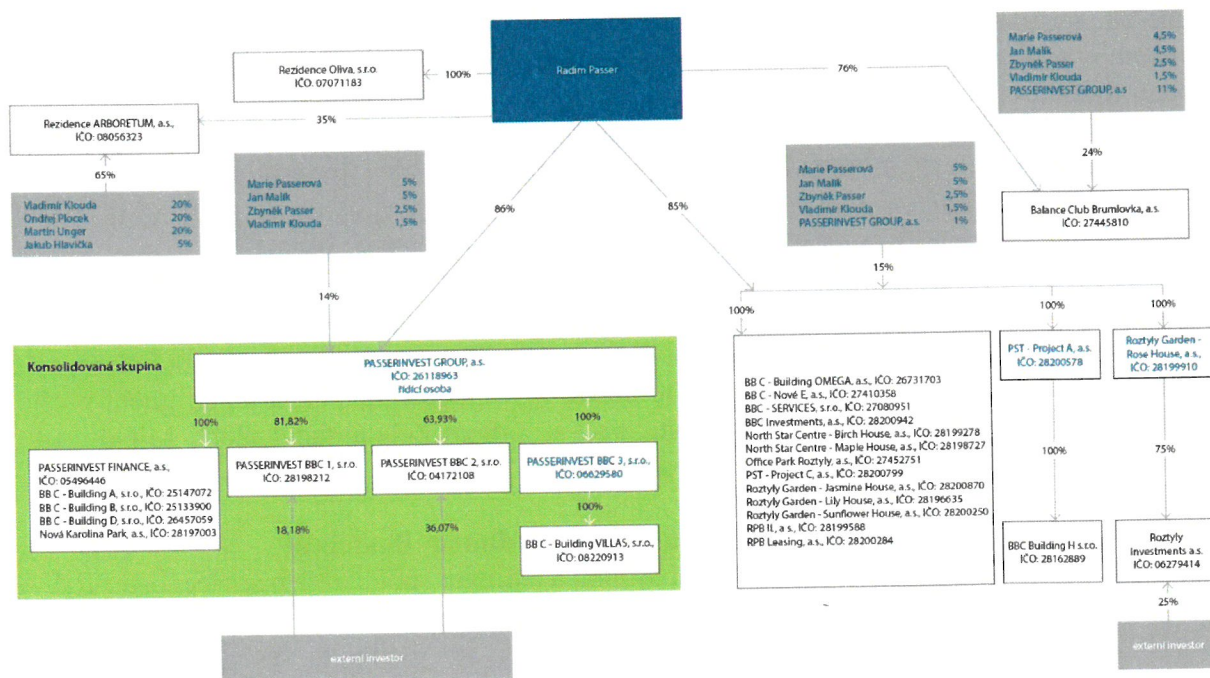 Radim Passer
Rezidence Oliva, s.r.o.
IČO: 07071183
100%
76%
Marie Passerová 4,5%
Jan Malík 4,5%
Zbyněk Passer 2,5%
Vladimír Klouda 1,5%
PASSERINVEST GROUP, a.s 11%
Rezidence ARBORETUM, a.s.,
IČO: 08056323
35%
65%
Vladimír Klouda 20%
Ondřej Plocek 20%
Martin Unger 20%
Jakub Hlavička 5%
Marie Passerová 5%
Jan Malík 5%
Zbyněk Passer 2,5%
Vladimír Klouda 1,5%
86%
85%
Marie Passerová 5%
Jan Malík 5%
Zbyněk Passer 2,5%
Vladimír Klouda 1,5%
PASSERINVEST GROUP, a.s. 1%
24%
Balance Club Brumlovka, a.s.
IČO: 27445810
14%
15%
100%
100%
100%
Konsolidovaná skupina
PASSERINVEST GROUP, a.s.
IČO: 26118963
řídící osoba
100%
81,82%
63,93%
100%
PASSERINVEST FINANCE, a.s.,
IČO: 05496446
BB C - Building A, s.r.o., IČO: 25147072
BB C - Building B, s.r.o., IČO: 25133900
BB C - Building D, s.r.o., IČO: 26457059
Nová Karolina Park, a.s., IČO: 28197003
PASSERINVEST BBC 1, s.r.o.
IČO: 28198212
PASSERINVEST BBC 2, s.r.o.
IČO: 04172108
PASSERINVEST BBC 3, s.r.o.,
IČO: 06629580
18,18%
36,07%
100%
BB C - Building VILLAS, s.r.o.,
IČO: 08220913
externí investor
BB C - Building OMEGA, a.s., IČO: 26731703
BB C - Nové E, a.s., IČO: 27410358
BBC - SERVICES, s.r.o., IČO: 27080951
BBC Investments, a.s., IČO: 28200942
North Star Centre - Birch House, a.s., IČO: 28199278
North Star Centre - Maple House, a.s., IČO: 28198727
Office Park Roztyly, a.s., IČO: 27452751
PST - Project C, a.s., IČO: 28200799
Roztyly Garden - Jasmine House, a.s., IČO: 28200870
Roztyly Garden - Lily House, a.s., IČO: 28196635
Roztyly Garden - Sunflower House, a.s., IČO: 28200250
RPB II., a.s., IČO: 28199588
RPB Leasing, a.s., IČO: 28200284
PST - Project A, a.s.
IČO: 28200578
Roztyly Garden -
Rose House, a.s.,
IČO: 28199910
100%
75%
BBC Building H s.r.o.
IČO: 28162889
Roztyly
investments a.s.
IČO: 06279414
25%
externí investor